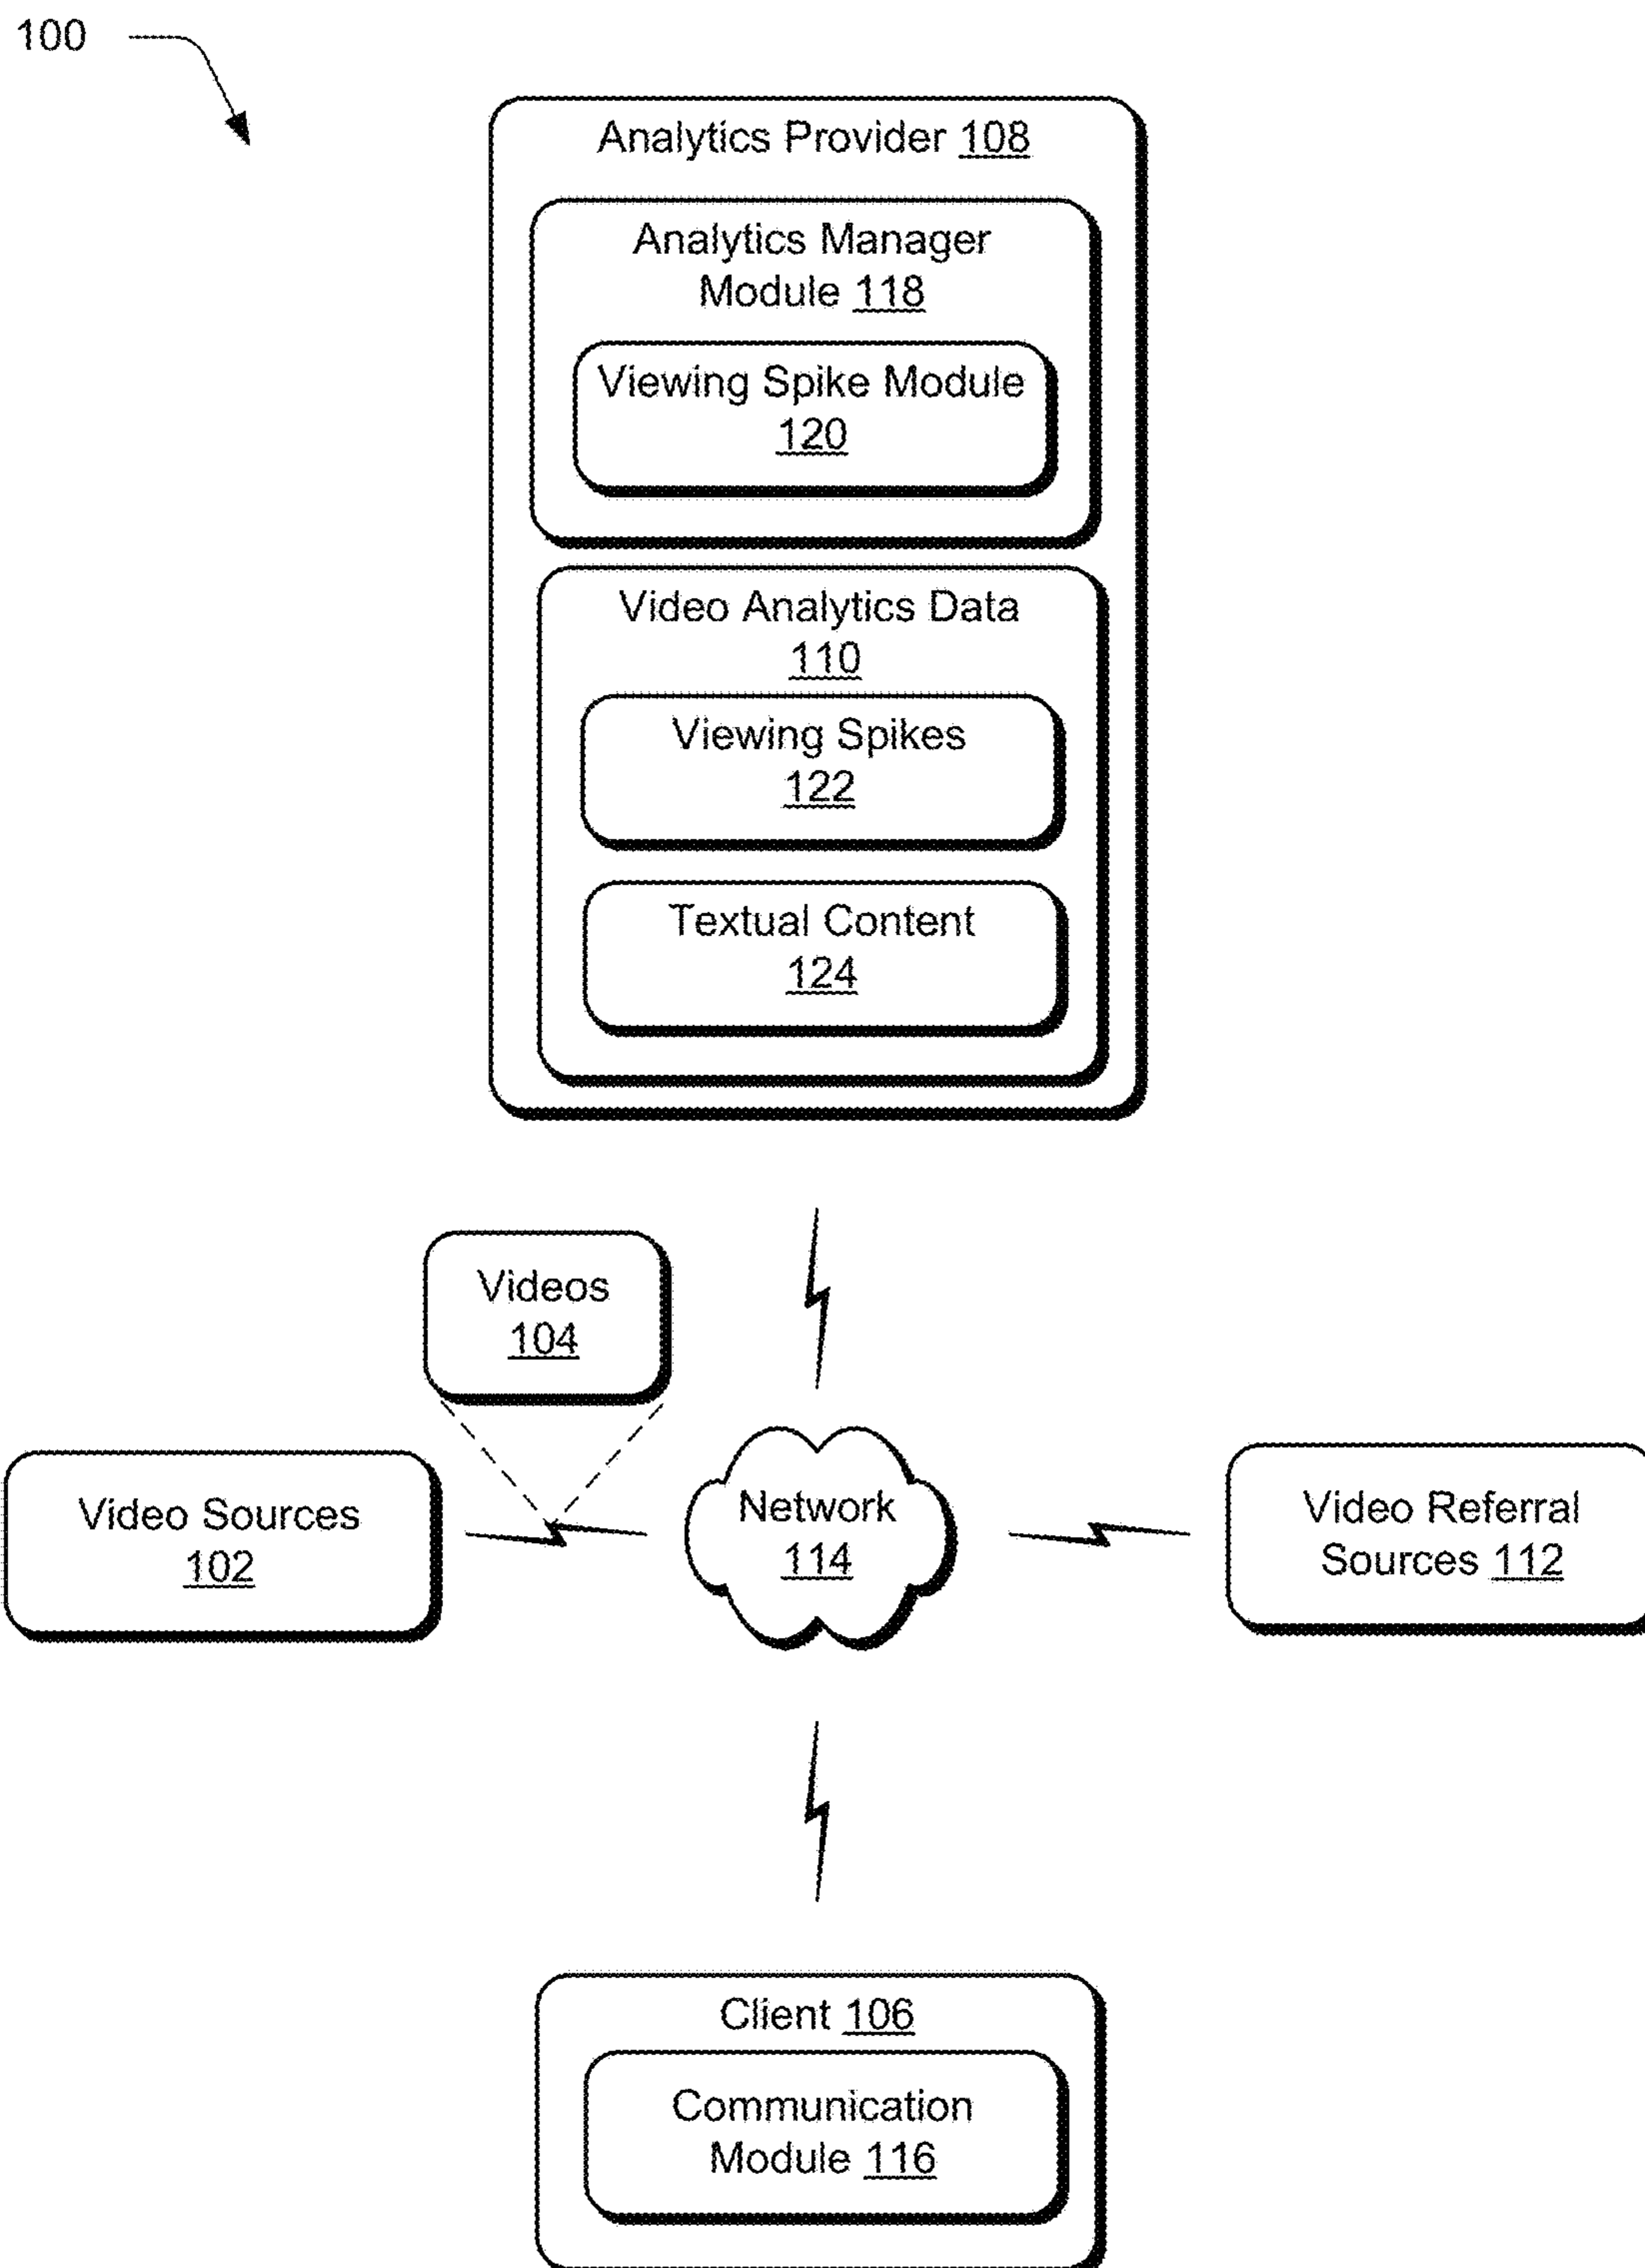 100
Analytics Provider 108
Analytics Manager
Module 118
Viewing Spike Module
120
Video Analytics Data
110
Viewing Spikes
122
Textual Content
124
Videos
104
Video Sources
102
Network
114
Video Referral
Sources 112
Client 106
Communication
Module 116